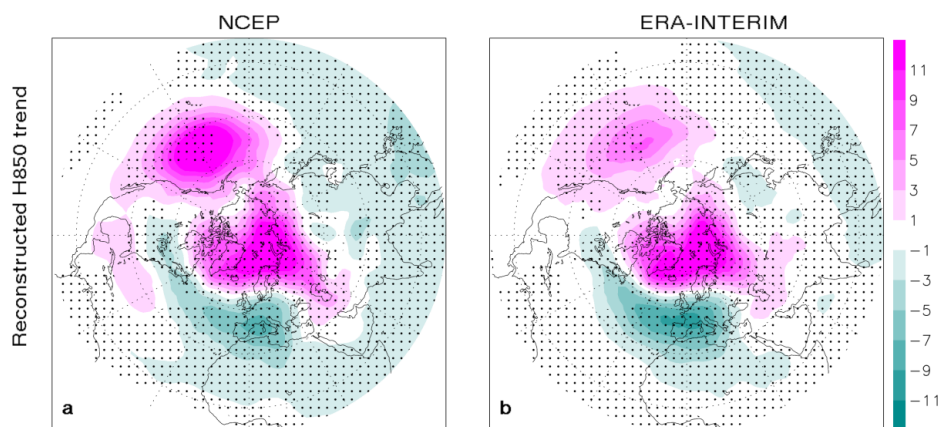 NCEP
ERA-INTERIM
Reconstructed H850 trend
a
b
11
9
7
5
3
1
−1
−3
−5
−7
−9
−11